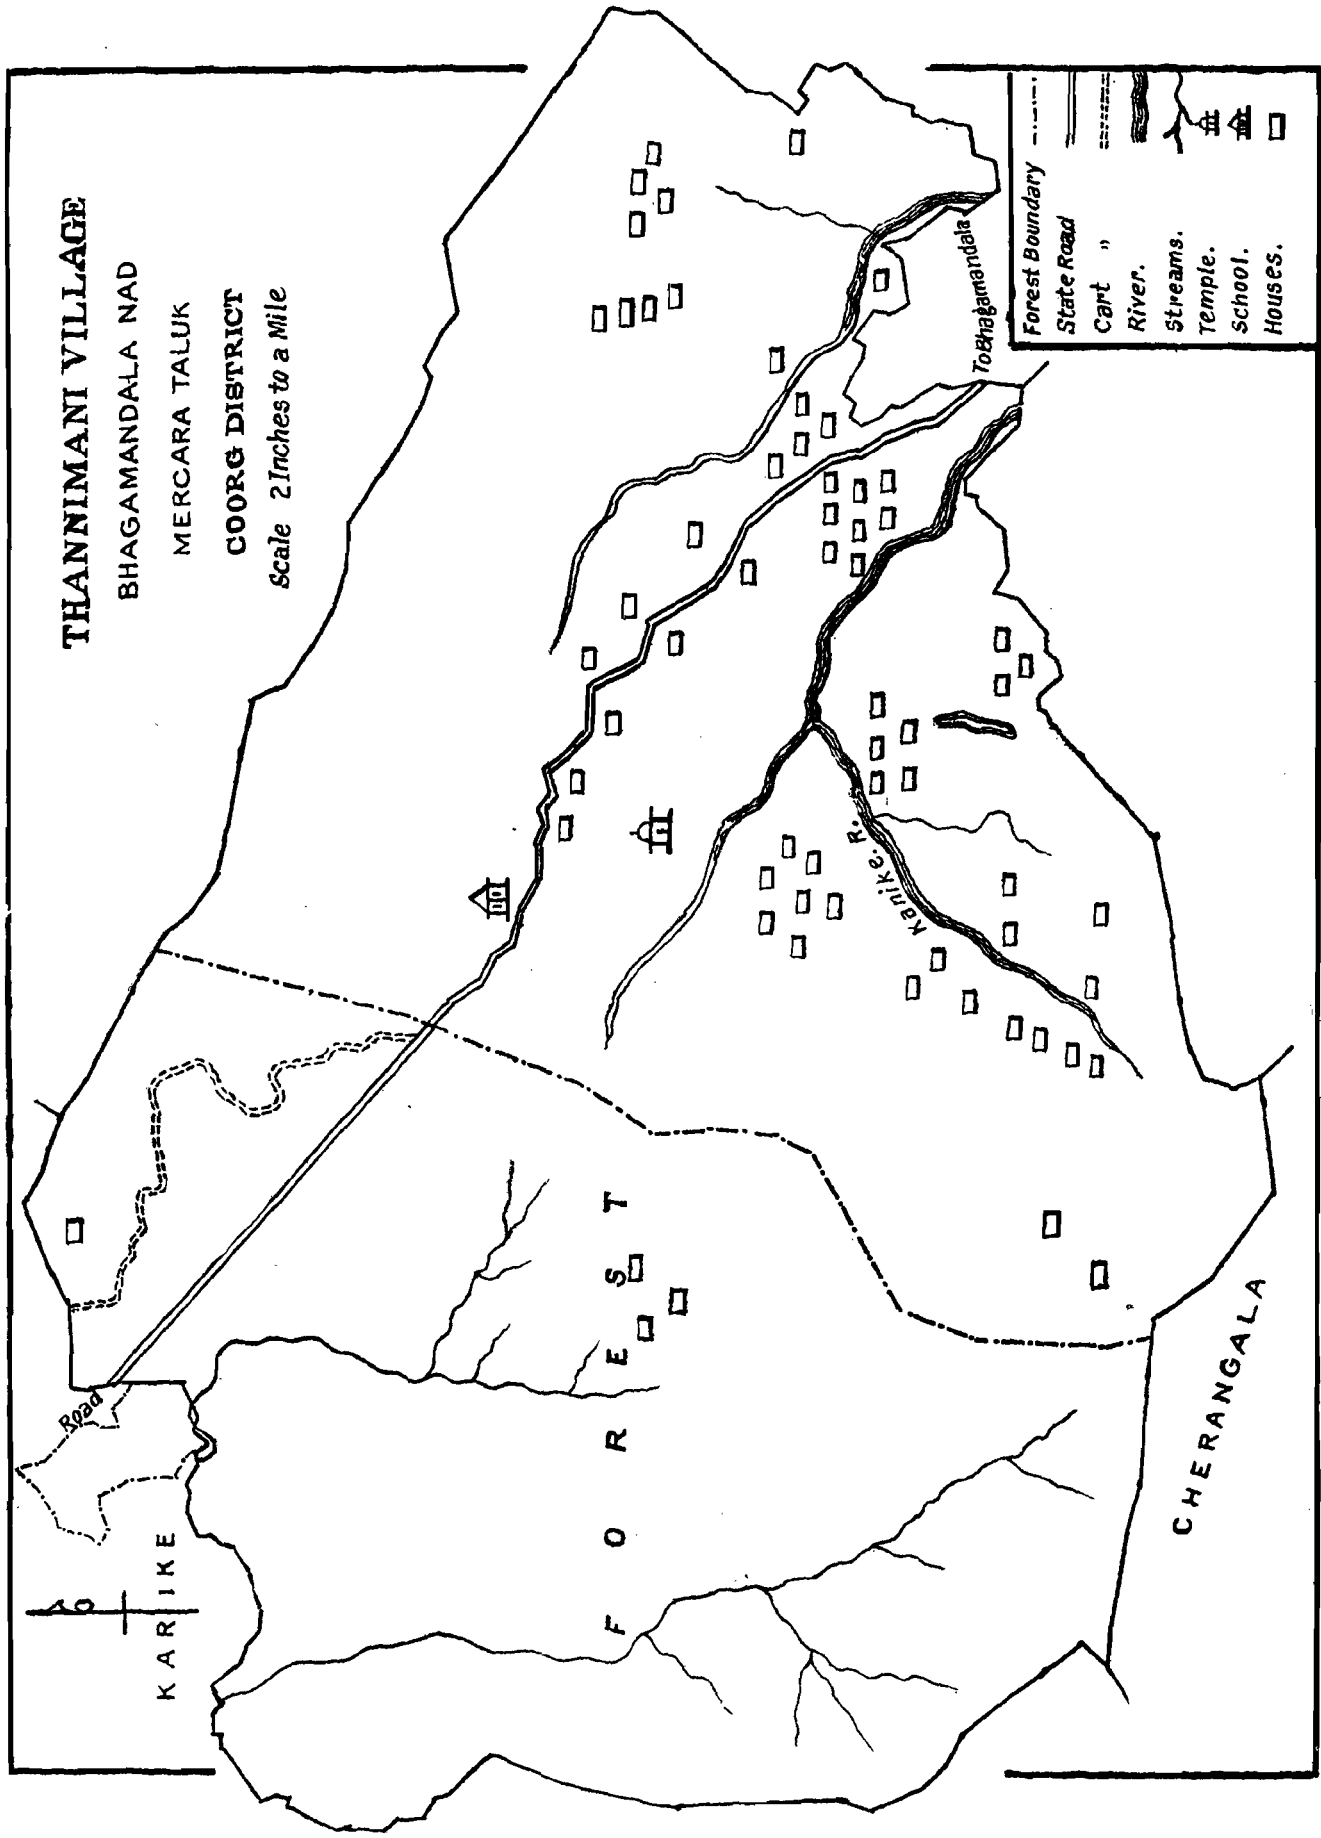 THANNIMANI VILLAGE
BHAGAMANDALA NAD
MERCARA TALUK
COORG DISTRICT
Scale 2 Inches to a Mile
Road
KARIKE
FOREST
Kanike. R.
To Bhagamandala
CHERANGALA
Forest Boundary
State Road
Cart "
River.
Streams.
Temple.
School.
Houses.